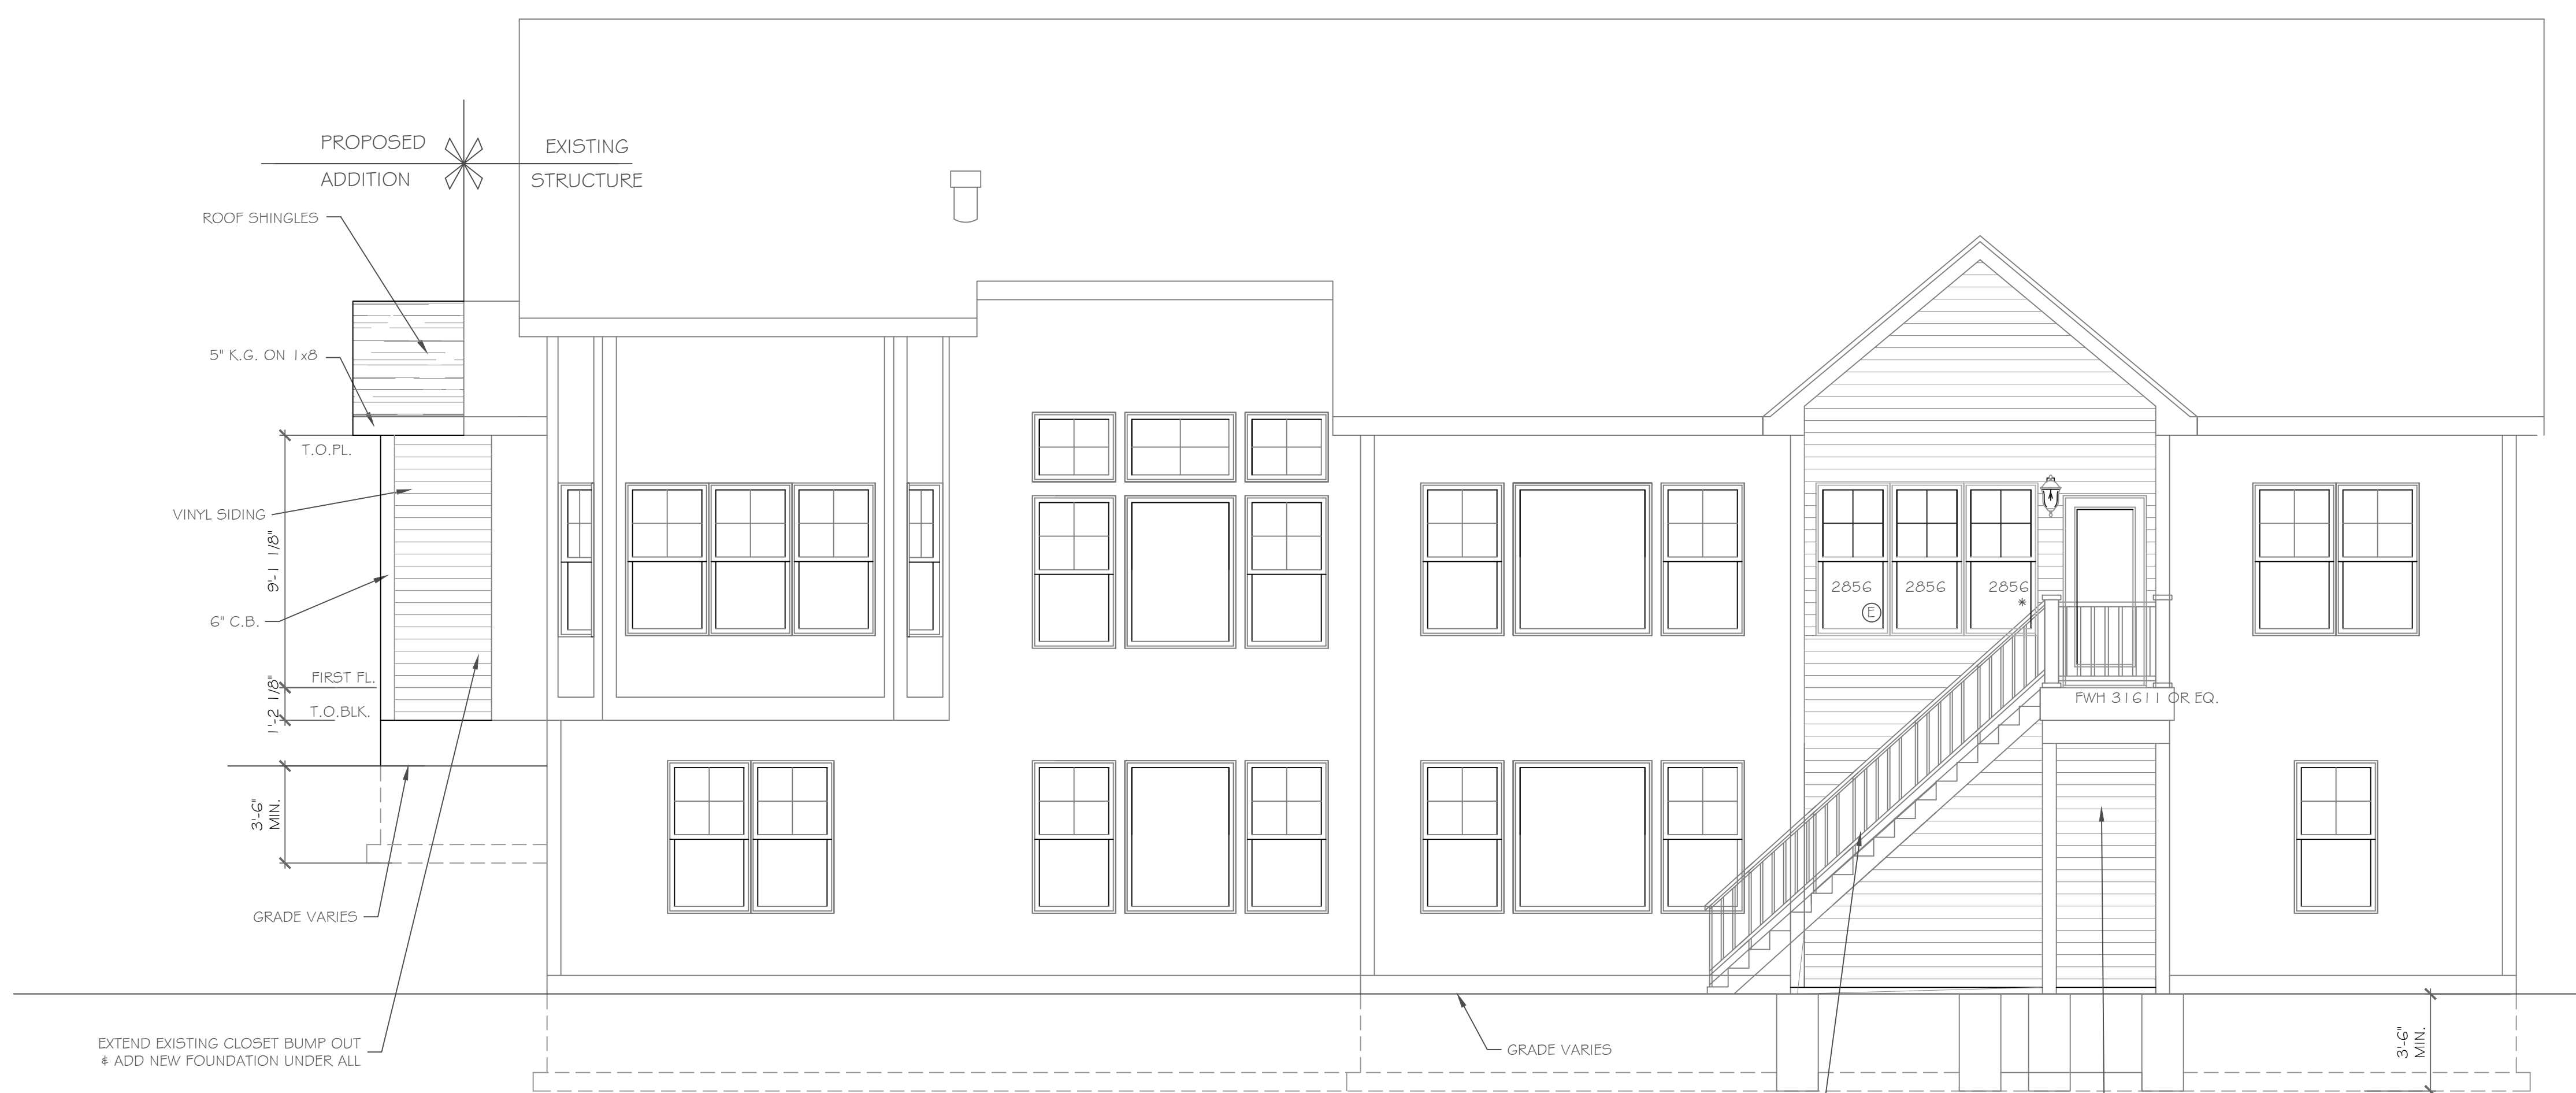 PROPOSED
ADDITION
EXISTING
STRUCTURE
ROOF SHINGLES
5" K.G. ON 1x8
T.O.PL.
VINYL SIDING
9'-1 1/8"
6" C.B.
FIRST FL.
1'-2 1/8"
T.O.BLK.
3'-6"
MIN.
GRADE VARIES
EXTEND EXISTING CLOSET BUMP OUT
& ADD NEW FOUNDATION UNDER ALL
2856
E
2856
2856
*
FWH 31611 OR EQ.
GRADE VARIES
3'-6"
MIN.